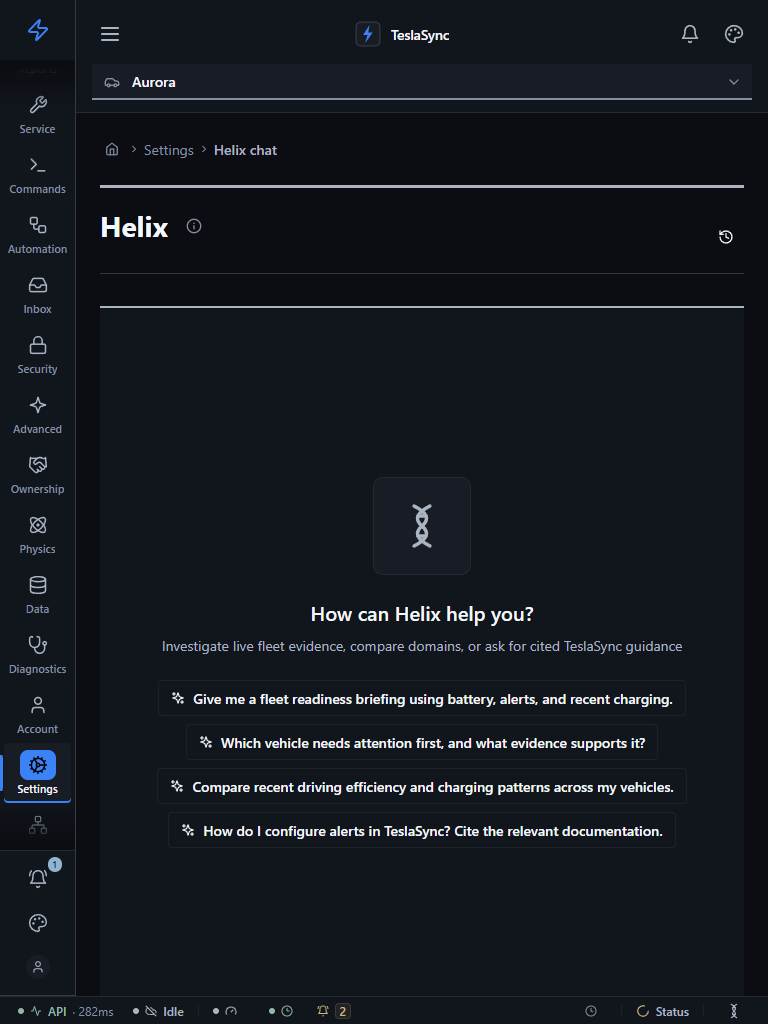 TeslaSync
Aurora
Settings
Helix chat
Helix
Service
Commands
Automation
Inbox
Security
Advanced
Ownership
Physics
Data
Diagnostics
Account
Settings
1
How can Helix help you?
Investigate live fleet evidence, compare domains, or ask for cited TeslaSync guidance
Give me a fleet readiness briefing using battery, alerts, and recent charging.
Which vehicle needs attention first, and what evidence supports it?
Compare recent driving efficiency and charging patterns across my vehicles.
How do I configure alerts in TeslaSync? Cite the relevant documentation.
API · 282ms
Idle
2
Status